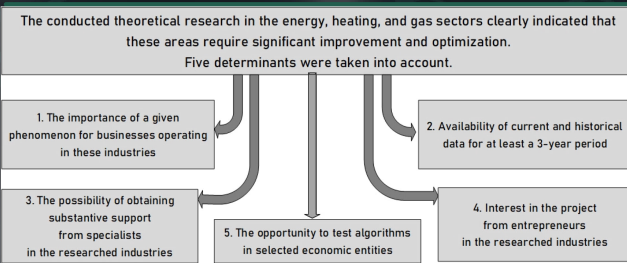 The conducted theoretical research in the energy, heating, and gas sectors clearly indicated that
these areas require significant improvement and optimization.
Five determinants were taken into account.
1. The importance of a given
phenomenon for businesses operating
in these industries
2. Availability of current and historical
data for at least a 3-year period
3. The possibility of obtaining
substantive support
from specialists
in the researched industries
4. Interest in the project
from entrepreneurs
in the researched industries
5. The opportunity to test algorithms
in selected economic entities